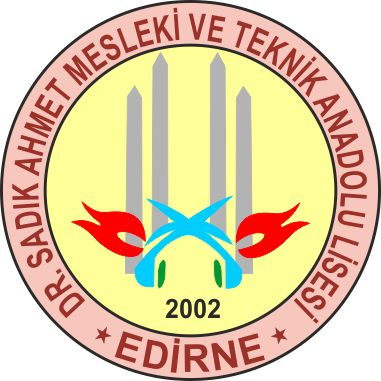 DR. SADIK AHMET MESLEKİ VE TEKNİK ANADOLU LİSESİ
2002
EDİRNE